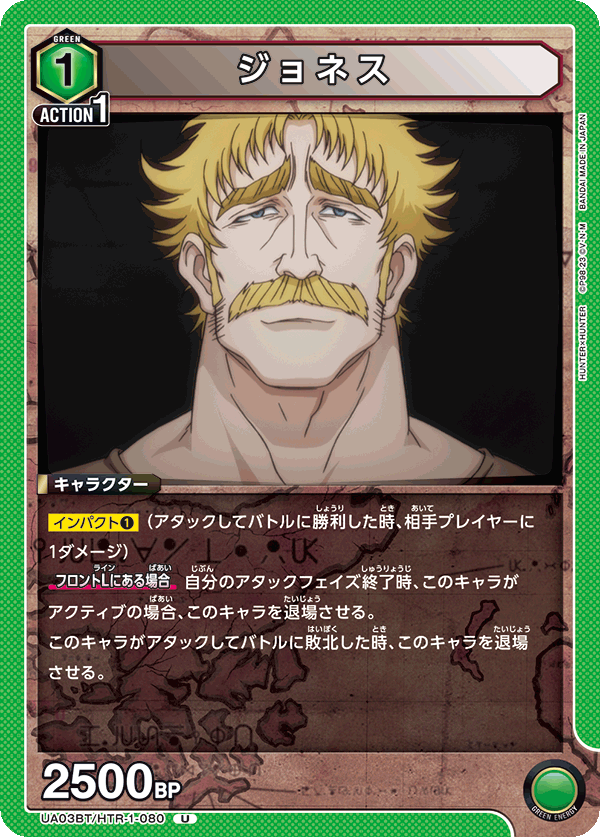 GREEN
1
ACTION1
ジョネス
BANDAI MADE IN JAPAN
©P98-23 ©V・N・M
HUNTER×HUNTER
キャラクター
インパクト❶ (アタックしてバトルに勝利した時、相手プレイヤーに
1ダメージ)
フロントLにある場合 自分のアタックフェイズ終了時、このキャラが
アクティブの場合、このキャラを退場させる。
このキャラがアタックしてバトルに敗北した時、このキャラを退場
させる。
2500BP
UA03BT/HTR-1-080 U
GREEN ENERGY